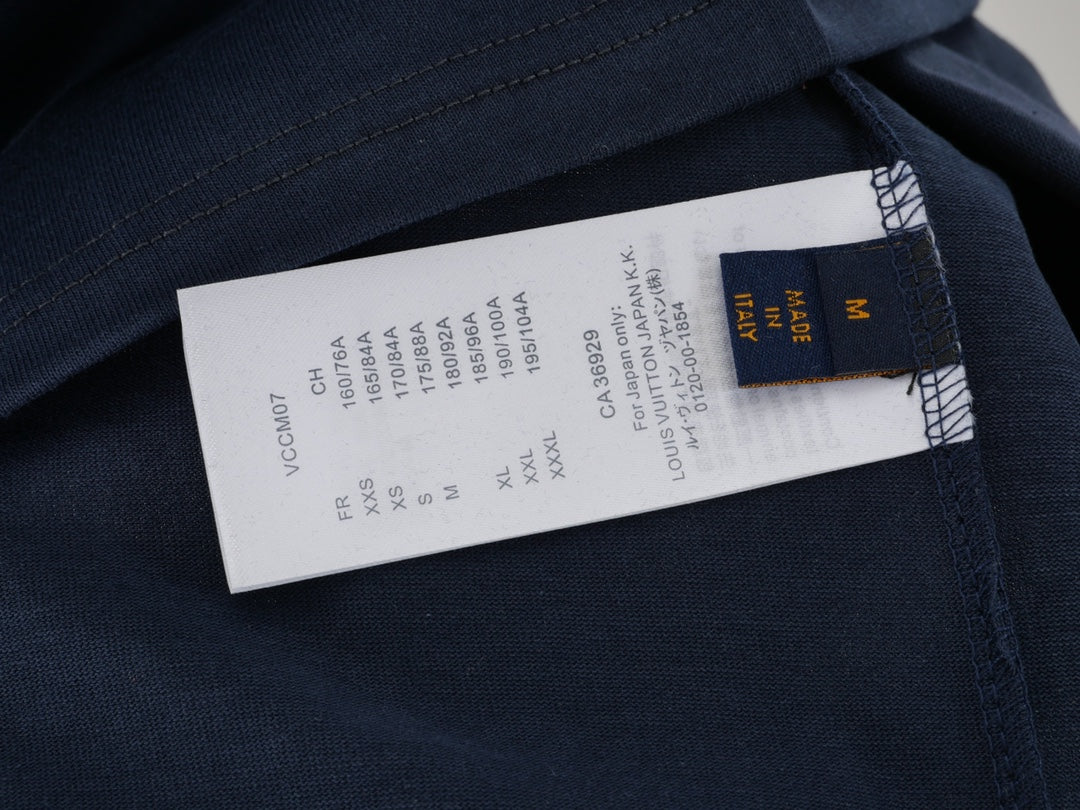 VCCM07
FR CH
XXS 160/76A
XS 165/84A
S 170/84A
M 175/88A
180/92A
XL 185/96A
XXL 190/100A
XXXL 195/104A
CA 36929
For Japan only:
LOUIS VUITTON JAPAN K.K.
ルイ・ヴィトン ヅャパン(株)
0120-00-1854
M
MADE
IN
ITALY